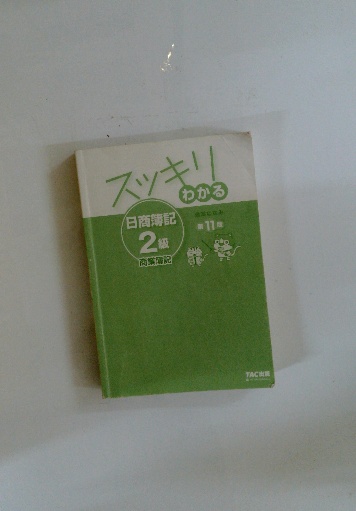 スッキリ
わかる
日商簿記
2級
商業簿記
第11版
TAC出版